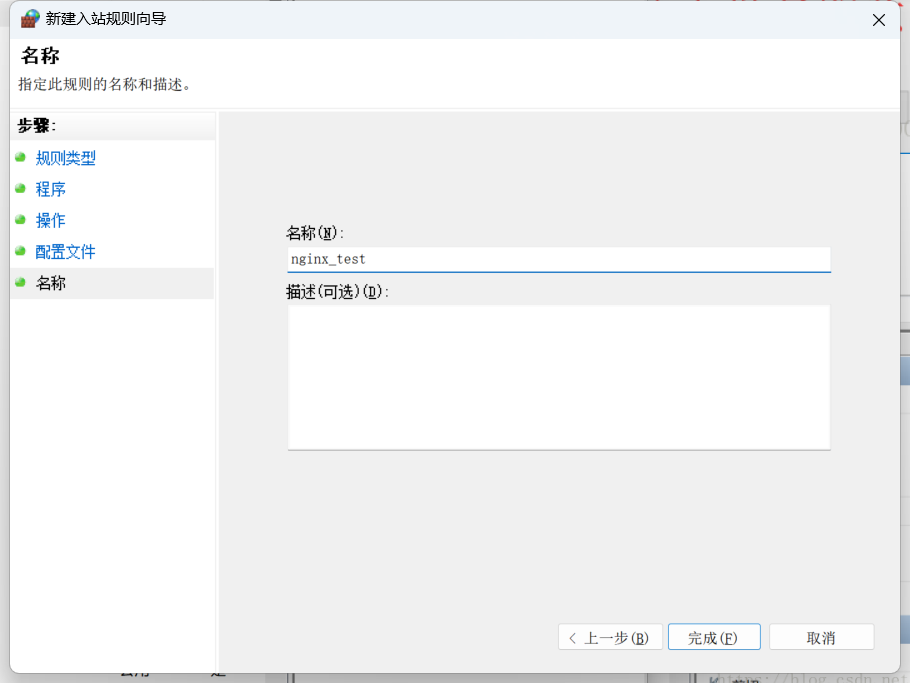 新建入站规则向导
名称
指定此规则的名称和描述。
步骤:
规则类型
程序
操作
配置文件
名称
名称(N):
nginx_test
描述(可选)(D):
< 上一步(B)
完成(F)
取消
https://blog.csdn.net